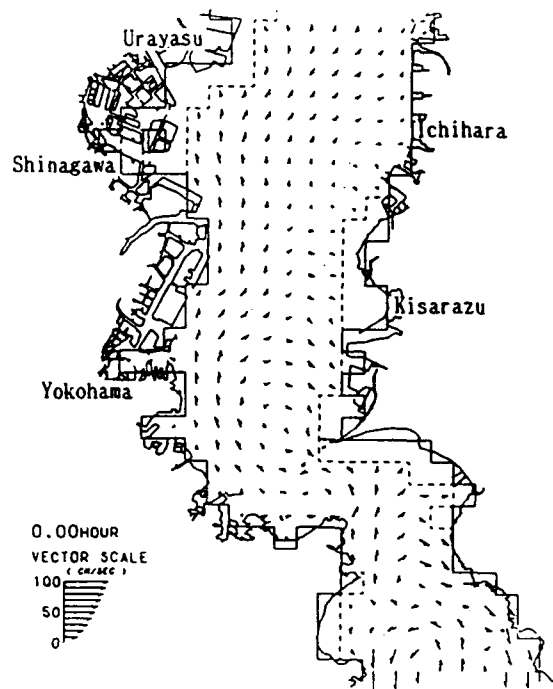 Urayasu
Ichihara
Shinagawa
Kisarazu
Yokohama
0.00HOUR
VECTOR SCALE
( CM/SEC )
100
50
0